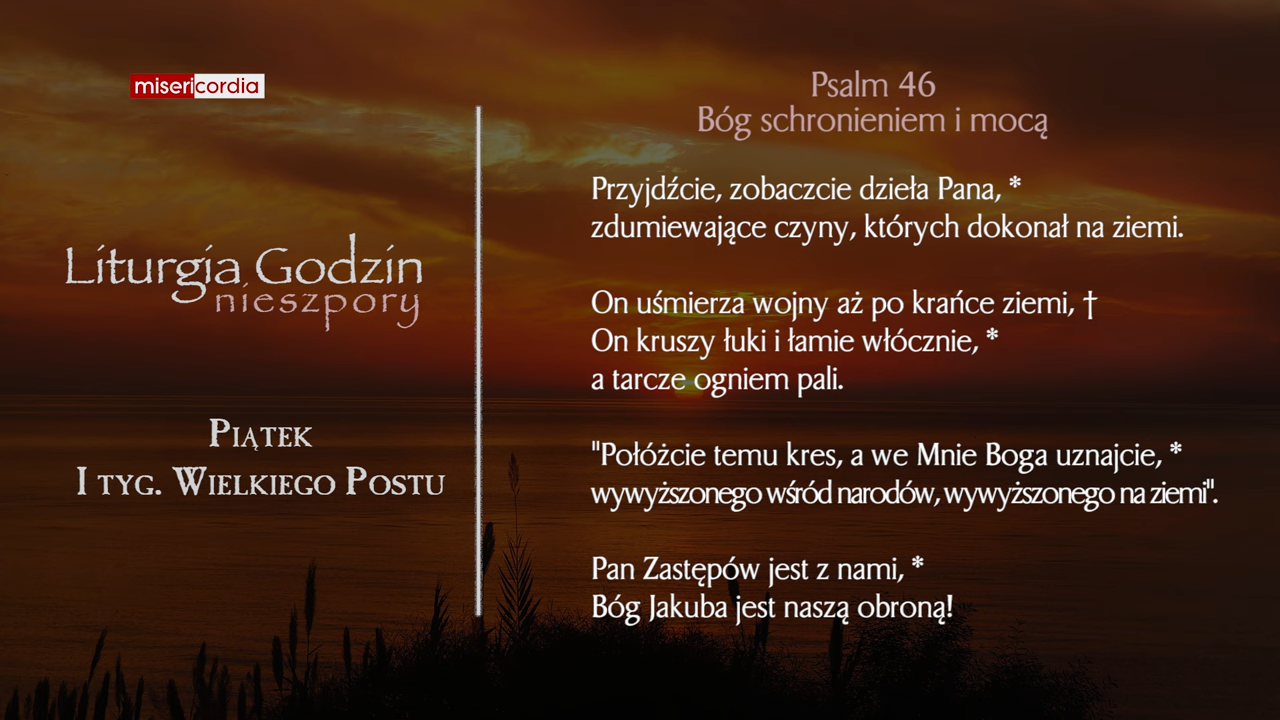 misericordia
Liturgia Godzin
nieszpory
Piątek
I tyg. Wielkiego Postu
Psalm 46
Bóg schronieniem i mocą
Przyjdźcie, zobaczcie dzieła Pana, *
zdumiewające czyny, których dokonał na ziemi.
On uśmierza wojny aż po krańce ziemi, †
On kruszy łuki i łamie włócznie, *
a tarcze ogniem pali.
"Połóżcie temu kres, a we Mnie Boga uznajcie, *
wywyższonego wśród narodów, wywyższonego na ziemi".
Pan Zastępów jest z nami, *
Bóg Jakuba jest naszą obroną!